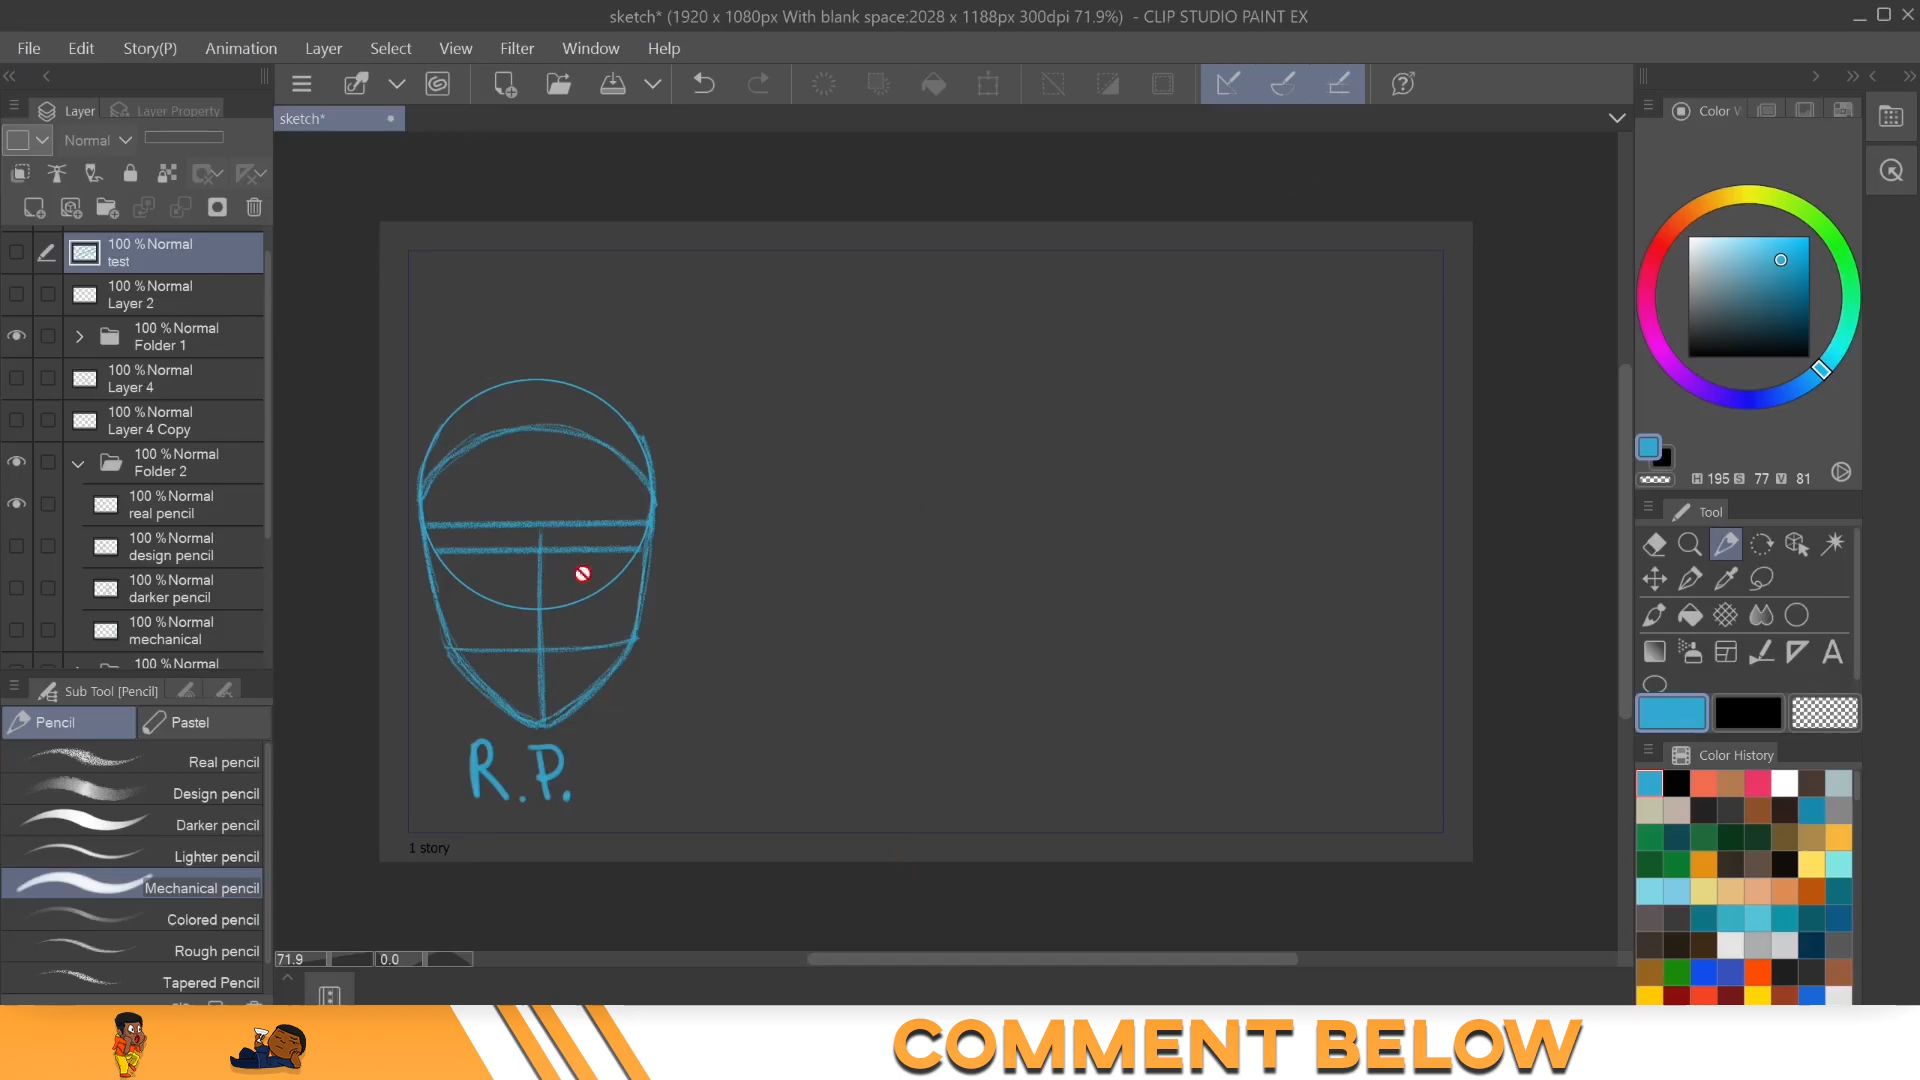 sketch* (1920 x 1080px With blank space:2028 x 1188px 300dpi 71.9%) - CLIP STUDIO PAINT EX
File Edit Story(P) Animation Layer Select View Filter Window Help
sketch*
Layer Layer Property
Normal
100 % Normal
test
100 % Normal
Layer 2
100 % Normal
Folder 1
100 % Normal
Layer 4
100 % Normal
Layer 4 Copy
100 % Normal
Folder 2
100 % Normal
real pencil
100 % Normal
design pencil
100 % Normal
darker pencil
100 % Normal
mechanical
100 % Normal
Sub Tool [Pencil]
Pencil Pastel
Real pencil
Design pencil
Darker pencil
Lighter pencil
Mechanical pencil
Colored pencil
Rough pencil
Tapered Pencil
R.P.
1 story
71.9 0.0
Color
H 195 S 77 V 81
Tool
A
Color History
COMMENT BELOW